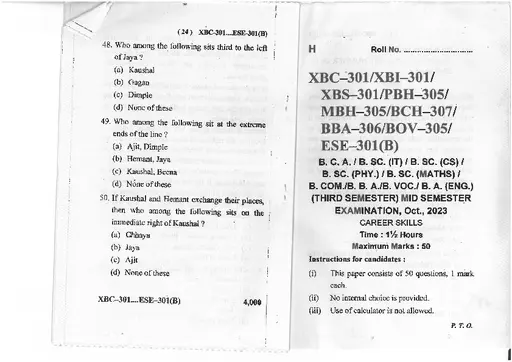 ( 24 ) XBC-301....ESE-301(B)
48. Who among the following sits third to the left
of Jaya ?
(a) Kaushal
(b) Gagan
(c) Dimple
(d) None of these
49. Who among the following sit at the extreme
ends of the line ?
(a) Ajit, Dimple
(b) Hemant, Jaya
(c) Kaushal, Beena
(d) None of these
50. If Kaushal and Hemant exchange their places,
then who among the following sits on the
immediate right of Kaushal ?
(a) Chhaya
(b) Jaya
(c) Ajit
(d) None of these
XBC-301....ESE-301(B) 4,000
H Roll No. ..............................
XBC–301/XBI–301/
XBS–301/PBH–305/
MBH–305/BCH–307/
BBA–306/BOV–305/
ESE–301(B)
B. C. A. / B. SC. (IT) / B. SC. (CS) /
B. SC. (PHY.) / B. SC. (MATHS) /
B. COM./B. B. A./B. VOC./ B. A. (ENG.)
(THIRD SEMESTER) MID SEMESTER
EXAMINATION, Oct., 2023
CAREER SKILLS
Time : 1½ Hours
Maximum Marks : 50
Instructions for candidates :
(i) This paper consists of 50 questions, 1 mark
each.
(ii) No internal choice is provided.
(iii) Use of calculator is not allowed.
P. T. O.